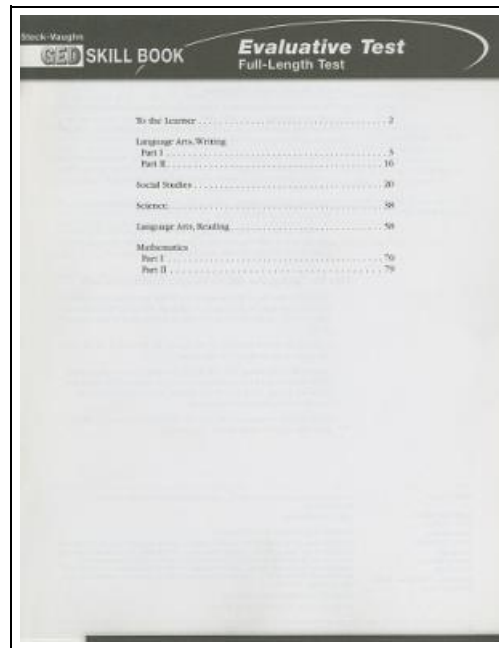 Steck-Vaughn
GED SKILL BOOK
Evaluative Test
Full-Length Test
To the Learner 2
Language Arts, Writing
Part I 3
Part II 16
Social Studies 20
Science 38
Language Arts, Reading 58
Mathematics
Part I 70
Part II 79